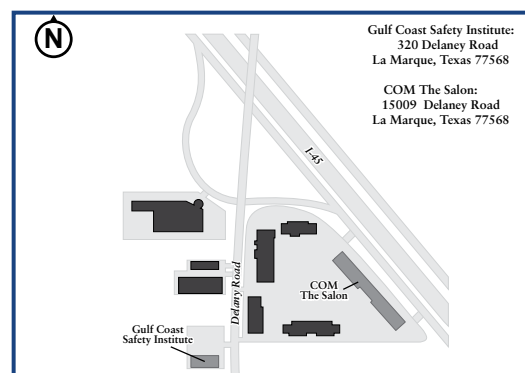 N
Gulf Coast Safety Institute:
320 Delaney Road
La Marque, Texas 77568
COM The Salon:
15009 Delaney Road
La Marque, Texas 77568
I-45
Delany Road
COM
The Salon
Gulf Coast
Safety Institute